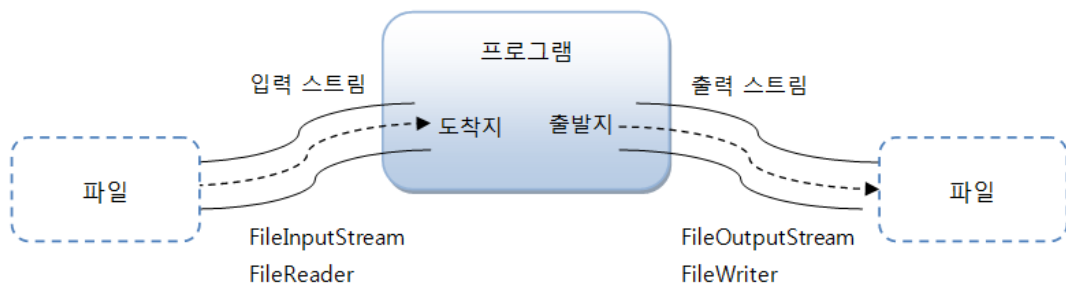 프로그램
입력 스트림
출력 스트림
도착지
출발지
파일
파일
FileInputStream
FileReader
FileOutputStream
FileWriter